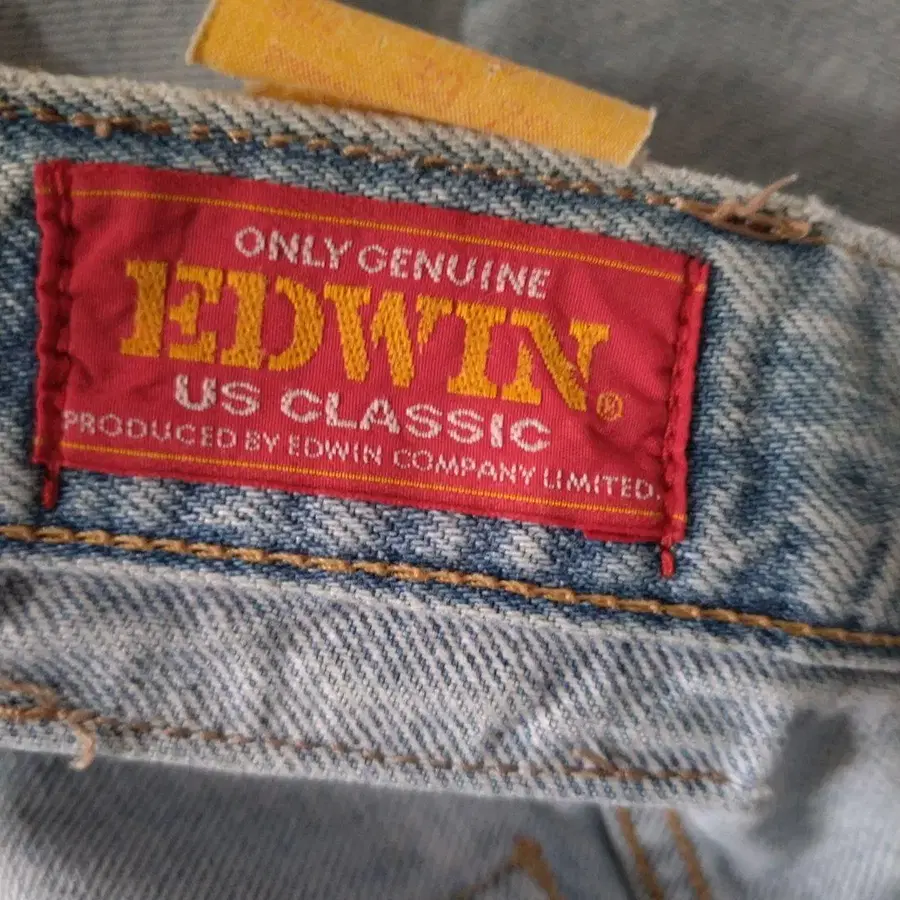 ONLY GENUINE
EDWIN®
US CLASSIC
PRODUCED BY EDWIN COMPANY LIMITED.